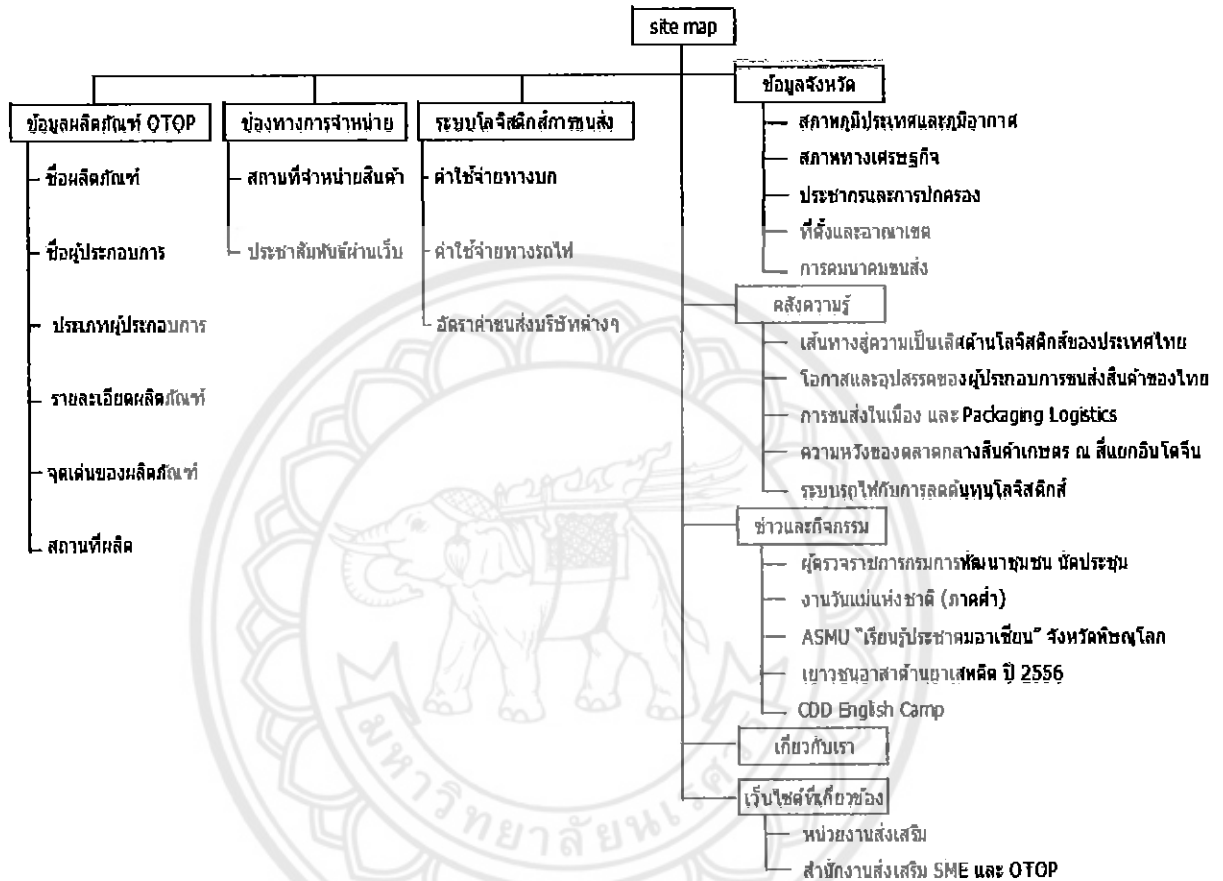 site map
ข้อมูลผลิตภัณฑ์ OTOP
ชื่อผลิตภัณฑ์
ชื่อผู้ประกอบการ
ประเภทผู้ประกอบการ
รายละเอียดผลิตภัณฑ์
จุดเด่นของผลิตภัณฑ์
สถานที่ผลิต
ช่องทางการจำหน่าย
สถานที่จำหน่ายสินค้า
ประชาสัมพันธ์ผ่านเว็บ
ระบบโลจิสติกส์การขนส่ง
ค่าใช้จ่ายทางบก
ค่าใช้จ่ายทางรถไฟ
อัตราค่าขนส่งบริษัทต่างๆ
ข้อมูลจังหวัด
สภาพภูมิประเทศและภูมิอากาศ
สภาพทางเศรษฐกิจ
ประชากรและการปกครอง
ที่ตั้งและอาณาเขต
การคมนาคมขนส่ง
คลังความรู้
เส้นทางสู่ความเป็นเลิศด้านโลจิสติกส์ของประเทศไทย
โอกาสและอุปสรรคของผู้ประกอบการขนส่งสินค้าของไทย
การขนส่งในเมือง และ Packaging Logistics
ความหวังของตลาดกลางสินค้าเกษตร ณ สี่แยกอินโดจีน
ระบบรถไฟกับการลดต้นทุนโลจิสติกส์
ข่าวและกิจกรรม
ผู้ตรวจราชการกรมการพัฒนาชุมชน นัดประชุม
งานวันแม่แห่งชาติ (ภาคค่ำ)
ASMU "เรียนรู้ประชาคมอาเซียน" จังหวัดพิษณุโลก
เยาวชนอาสาต้านยาเสพติด ปี 2556
CDD English Camp
เกี่ยวกับเรา
เว็บไซต์ที่เกี่ยวข้อง
หน่วยงานส่งเสริม
สำนักงานส่งเสริม SME และ OTOP
มหาวิทยาลัยนเรศวร